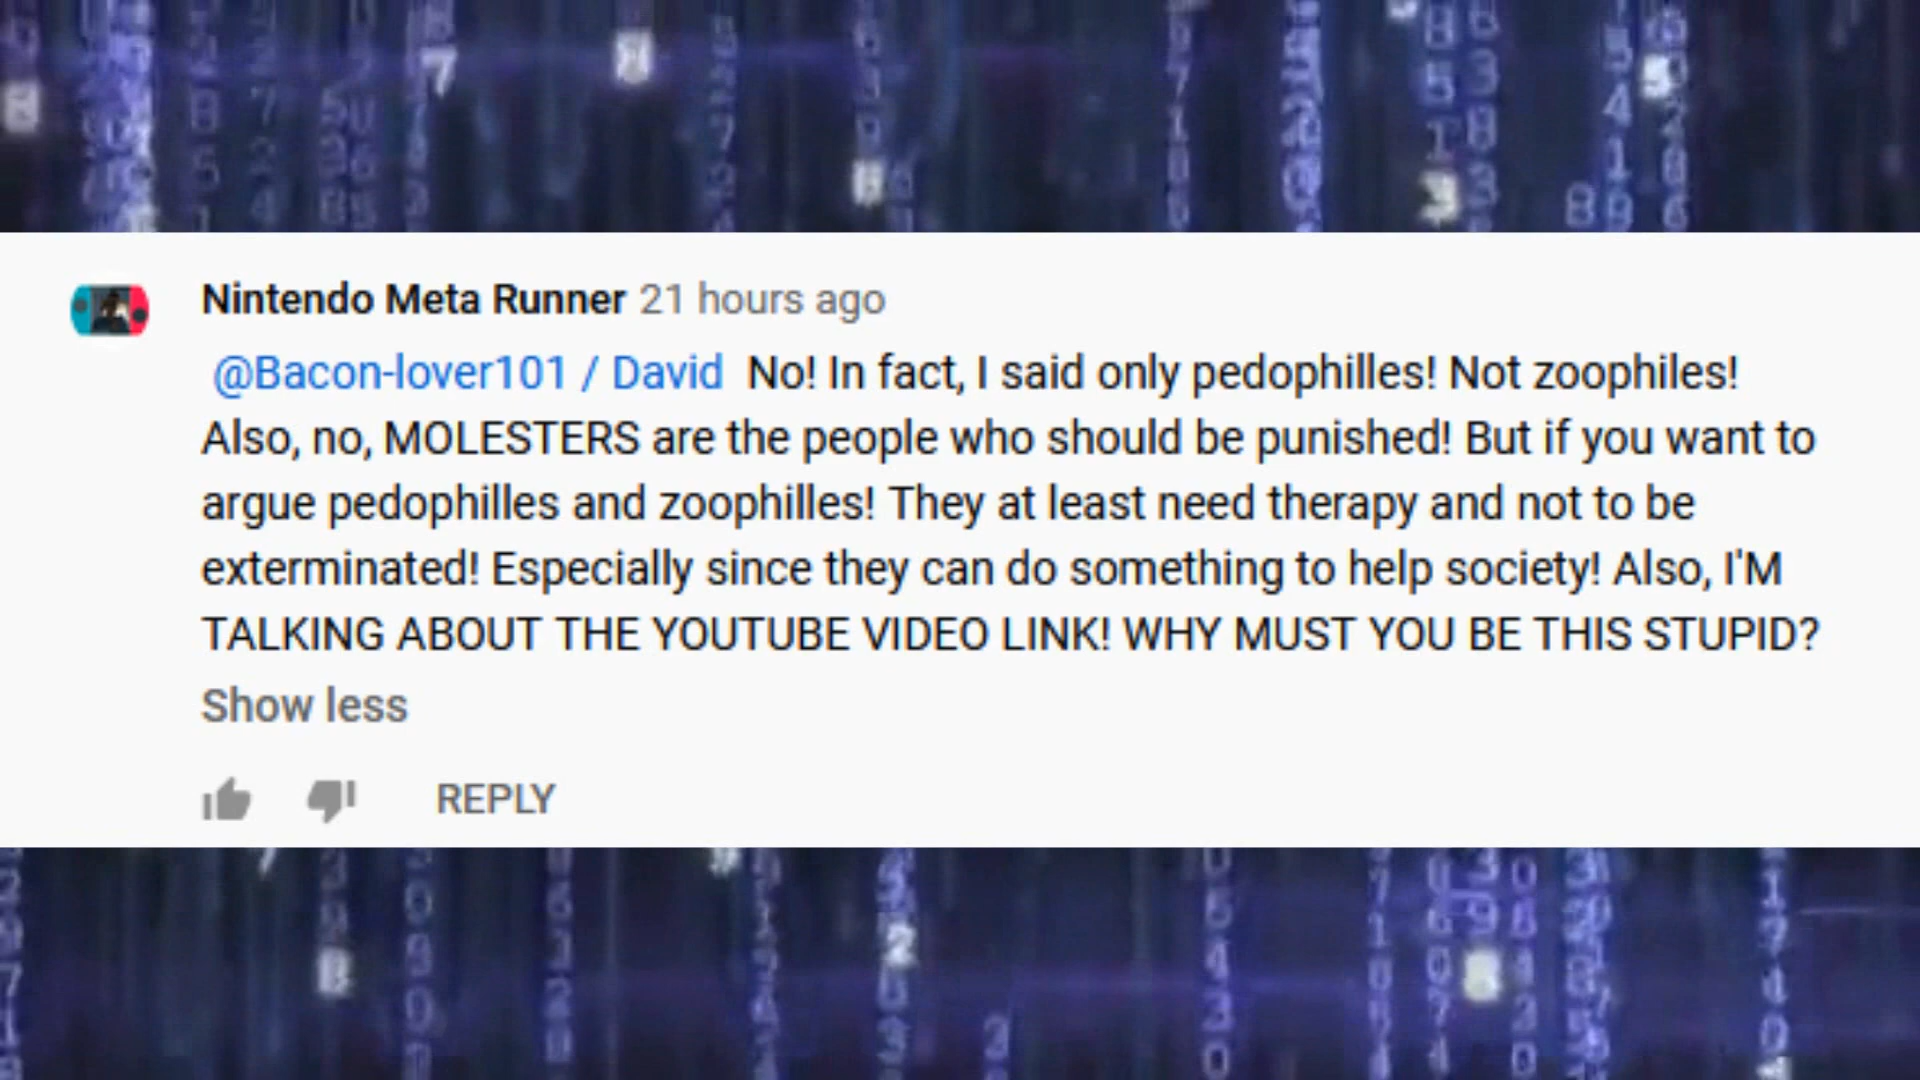 Nintendo Meta Runner 21 hours ago
@Bacon-lover101 / David No! In fact, I said only pedophilles! Not zoophiles!
Also, no, MOLESTERS are the people who should be punished! But if you want to
argue pedophilles and zoophilles! They at least need therapy and not to be
exterminated! Especially since they can do something to help society! Also, I'M
TALKING ABOUT THE YOUTUBE VIDEO LINK! WHY MUST YOU BE THIS STUPID?
Show less
REPLY